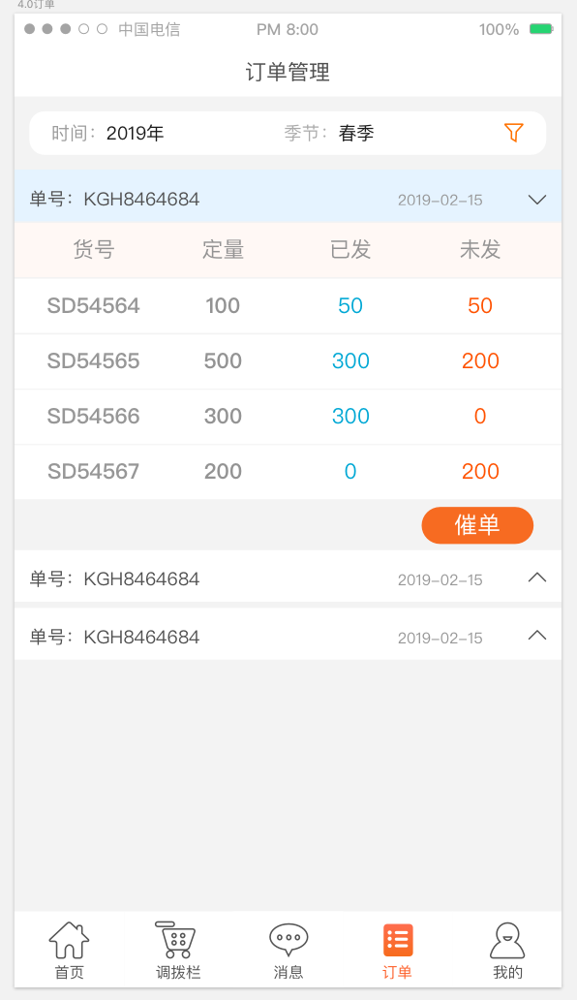 4.0订单
中国电信 PM 8:00 100%
订单管理
时间： 2019年 季节： 春季
单号： KGH8464684 2019-02-15
货号 定量 已发 未发
SD54564 100 50 50
SD54565 500 300 200
SD54566 300 300 0
SD54567 200 0 200
催单
单号： KGH8464684 2019-02-15
单号： KGH8464684 2019-02-15
首页 调拨栏 消息 订单 我的